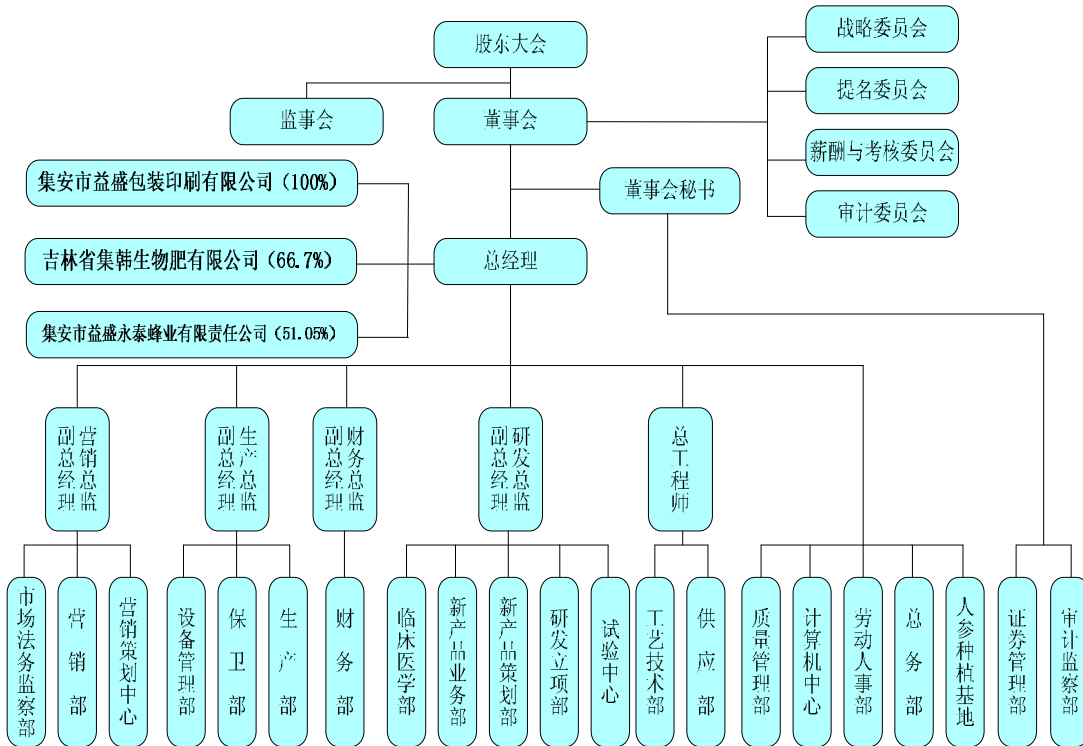 股东大会
战略委员会
提名委员会
监事会
董事会
薪酬与考核委员会
集安市益盛包装印刷有限公司（100%）
董事会秘书
审计委员会
吉林省集韩生物肥有限公司（66.7%）
总经理
集安市益盛永泰蜂业有限责任公司（51.05%）
营销总监
副总经理
生产总监
副总经理
财务总监
副总经理
研发总监
副总经理
总工程师
市场法务监察部
营销部
营销策划中心
设备管理部
保卫部
生产部
财务部
临床医学部
新产品业务部
新产品策划部
研发立项部
试验中心
工艺技术部
供应部
质量管理部
计算机中心
劳动人事部
总务部
人参种植基地
证券管理部
审计监察部